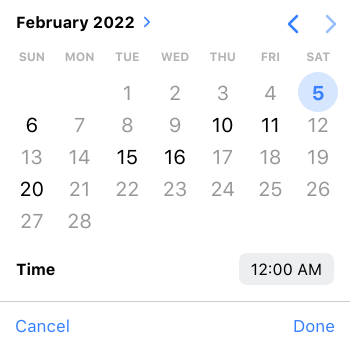 February 2022
SUN MON TUE WED THU FRI SAT
1 2 3 4 5
6 7 8 9 10 11 12
13 14 15 16 17 18 19
20 21 22 23 24 25 26
27 28
Time 12:00 AM
Cancel Done